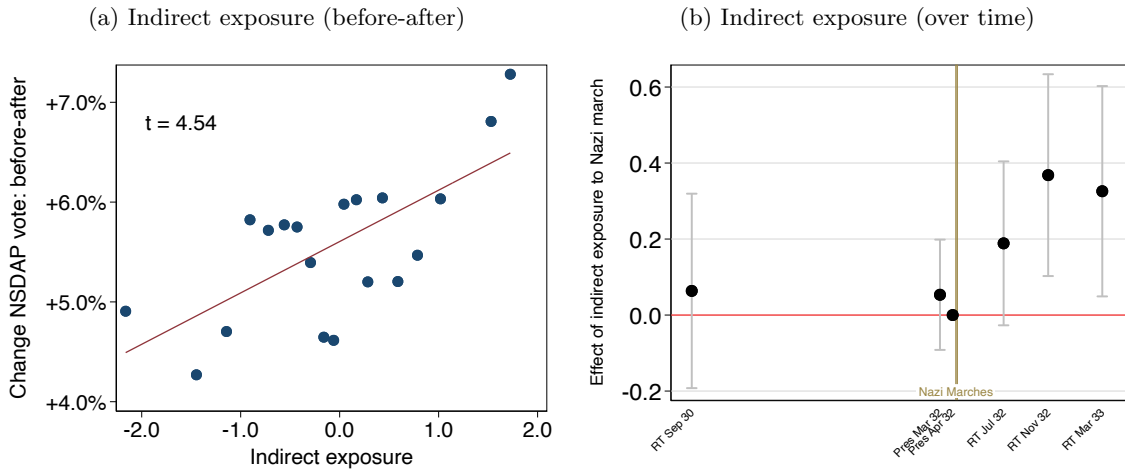 (a) Indirect exposure (before-after)
Change NSDAP vote: before-after
+7.0%
+6.0%
+5.0%
+4.0%
t = 4.54
-2.0 -1.0 0.0 1.0 2.0
Indirect exposure
(b) Indirect exposure (over time)
Effect of indirect exposure to Nazi march
0.6
0.4
0.2
0.0
-0.2
Nazi Marches
RT Sep 30
Pres Mar 32
Pres Apr 32
RT Jul 32
RT Nov 32
RT Mar 33